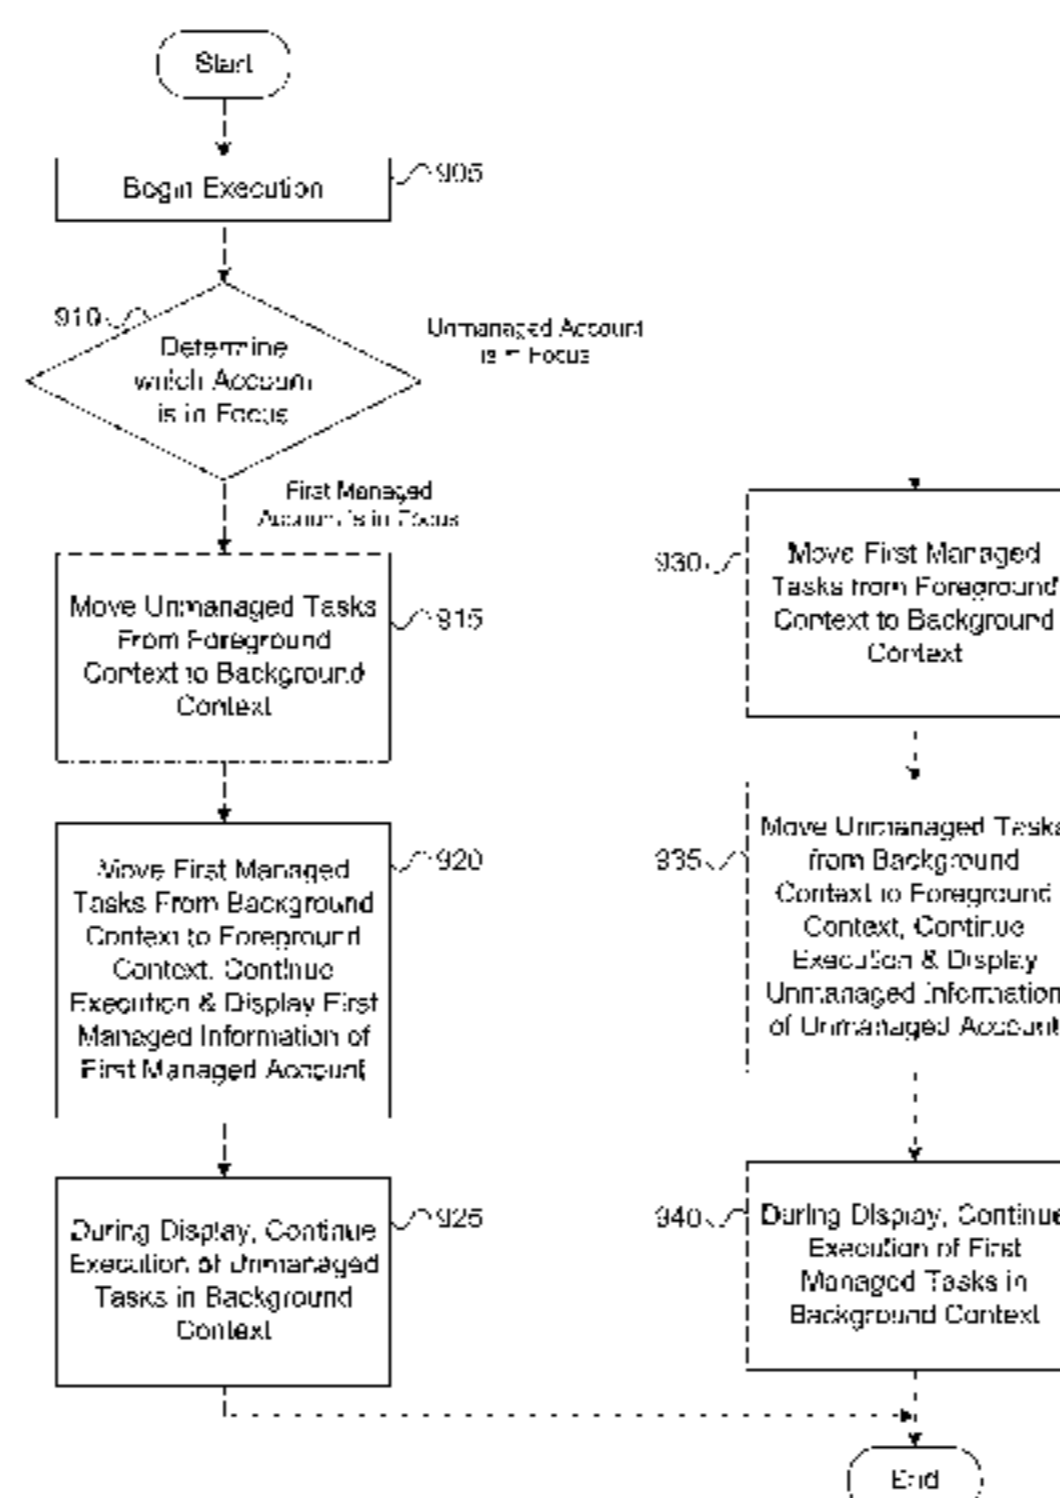 Start
Begin Execution
905
910
Determine
which Account
is in Focus
Unmanaged Account
is in Focus
First Managed
Account is in Focus
Move Unmanaged Tasks
From Foreground
Context to Background
Context
915
Move First Managed
Tasks From Background
Context to Foreground
Context. Continue
Execution & Display First
Managed Information of
First Managed Account
920
During Display, Continue
Execution of Unmanaged
Tasks in Background
Context
925
930
Move First Managed
Tasks from Foreground
Context to Background
Context
935
Move Unmanaged Tasks
from Background
Context to Foreground
Context, Continue
Execution & Display
Unmanaged Information
of Unmanaged Account
940
During Display, Continue
Execution of First
Managed Tasks in
Background Context
End